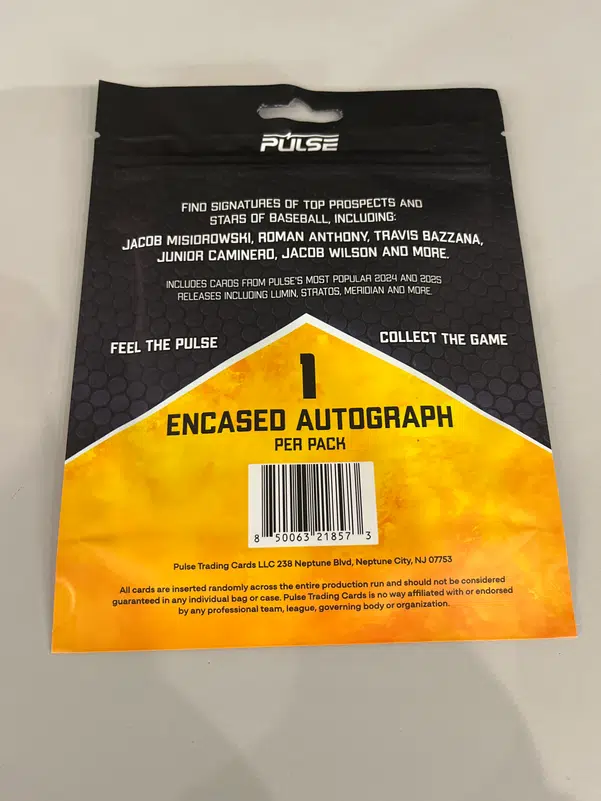 PULSE
FIND SIGNATURES OF TOP PROSPECTS AND
STARS OF BASEBALL, INCLUDING:
JACOB MISIOROWSKI, ROMAN ANTHONY, TRAVIS BAZZANA,
JUNIOR CAMINERO, JACOB WILSON AND MORE.
INCLUDES CARDS FROM PULSE'S MOST POPULAR 2024 AND 2025
RELEASES INCLUDING LUMIN, STRATOS, MERIDIAN AND MORE.
FEEL THE PULSE
COLLECT THE GAME
1
ENCASED AUTOGRAPH
PER PACK
8 50063 21857 3
Pulse Trading Cards LLC 238 Neptune Blvd, Neptune City, NJ 07753
All cards are inserted randomly across the entire production run and should not be considered
guaranteed in any individual bag or case. Pulse Trading Cards is no way affiliated with or endorsed
by any professional team, league, governing body or organization.